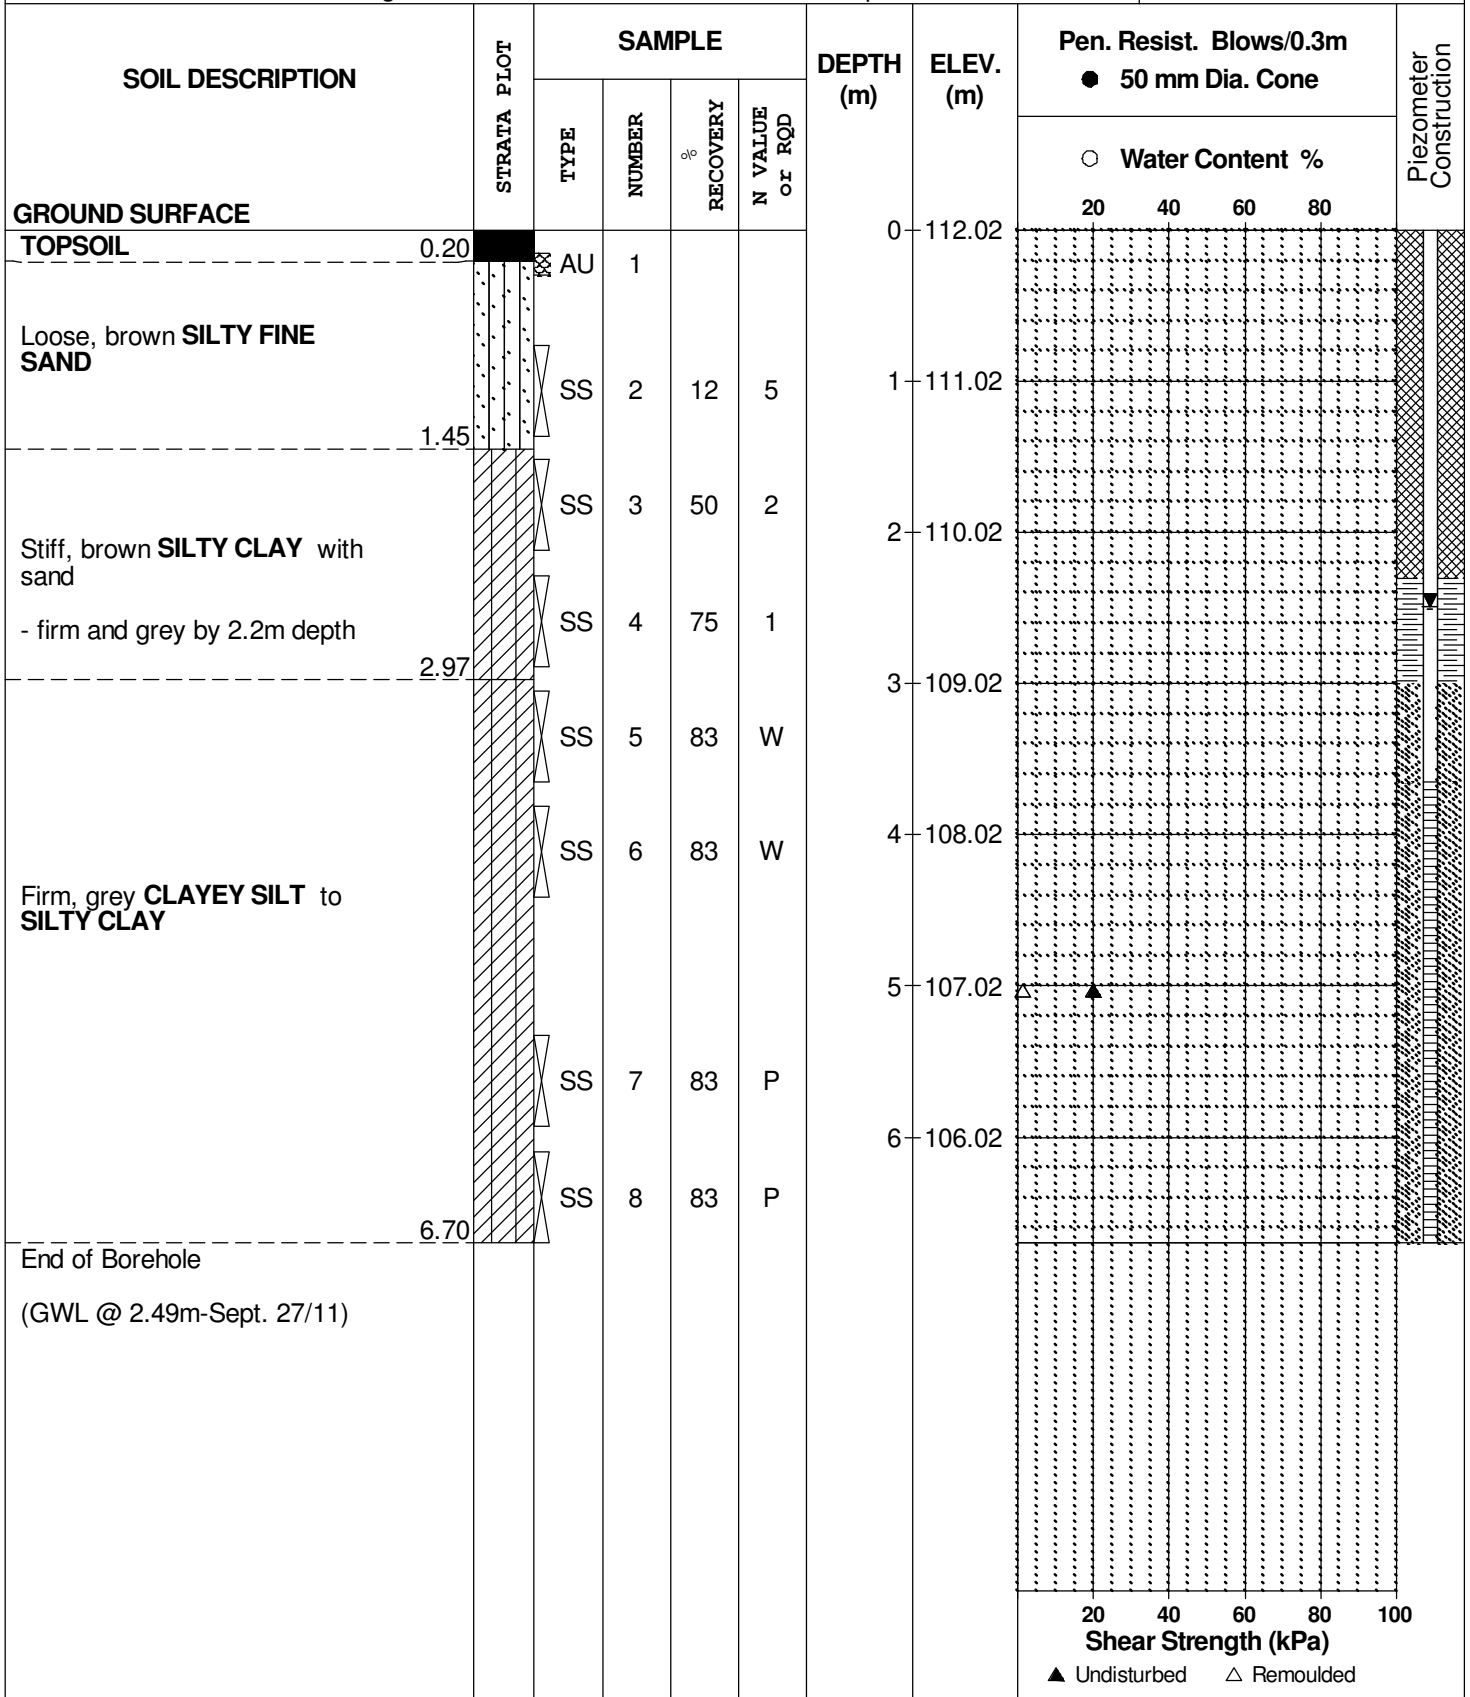 SOIL DESCRIPTION
GROUND SURFACE
STRATA PLOT
SAMPLE
TYPE
NUMBER
% RECOVERY
N VALUE or RQD
DEPTH (m)
ELEV. (m)
Pen. Resist. Blows/0.3m
● 50 mm Dia. Cone
○ Water Content %
20 40 60 80
Piezometer Construction
TOPSOIL 0.20
AU 1
0 112.02
Loose, brown SILTY FINE
SAND
SS 2 12 5
1 111.02
1.45
SS 3 50 2
2 110.02
Stiff, brown SILTY CLAY with
sand
- firm and grey by 2.2m depth
SS 4 75 1
2.97
3 109.02
SS 5 83 W
4 108.02
SS 6 83 W
Firm, grey CLAYEY SILT to
SILTY CLAY
5 107.02
SS 7 83 P
6 106.02
SS 8 83 P
6.70
End of Borehole
(GWL @ 2.49m-Sept. 27/11)
20 40 60 80 100
Shear Strength (kPa)
▲ Undisturbed △ Remoulded